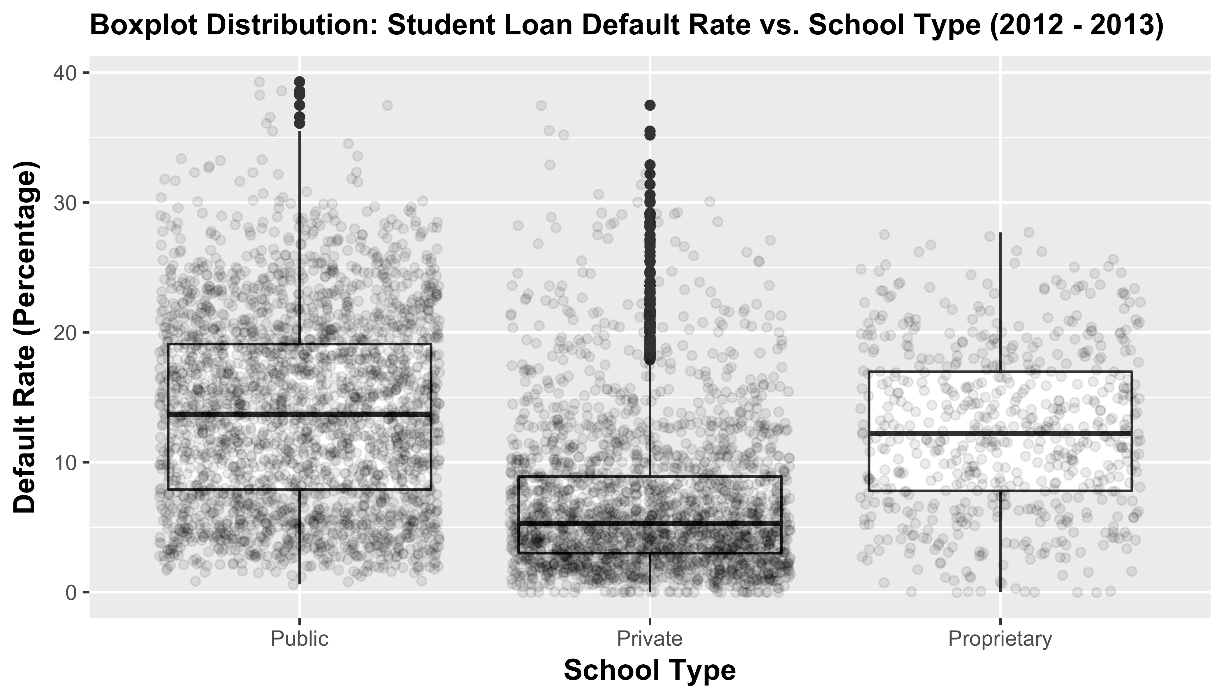 Boxplot Distribution: Student Loan Default Rate vs. School Type (2012 - 2013)
Default Rate (Percentage)
40
30
20
10
0
Public
Private
Proprietary
School Type